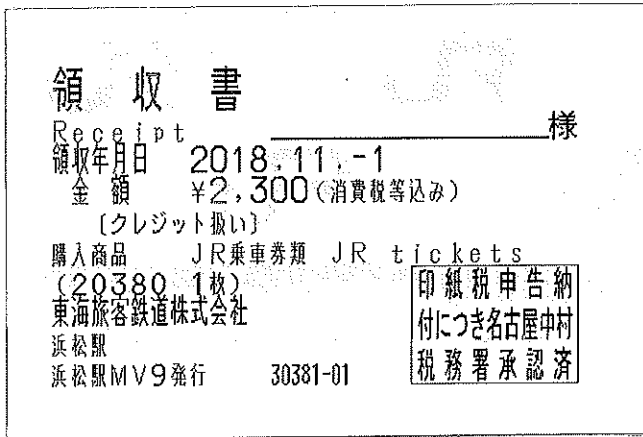 領収書
Receipt 様
領収年月日 2018.11.-1
金額 ¥2,300(消費税等込み)
[クレジット扱い]
購入商品 JR乗車券類 JR tickets
(20380 1枚)
東海旅客鉄道株式会社
浜松駅
浜松駅MV9発行 30381-01
印紙税申告納
付につき名古屋中村
税務署承認済